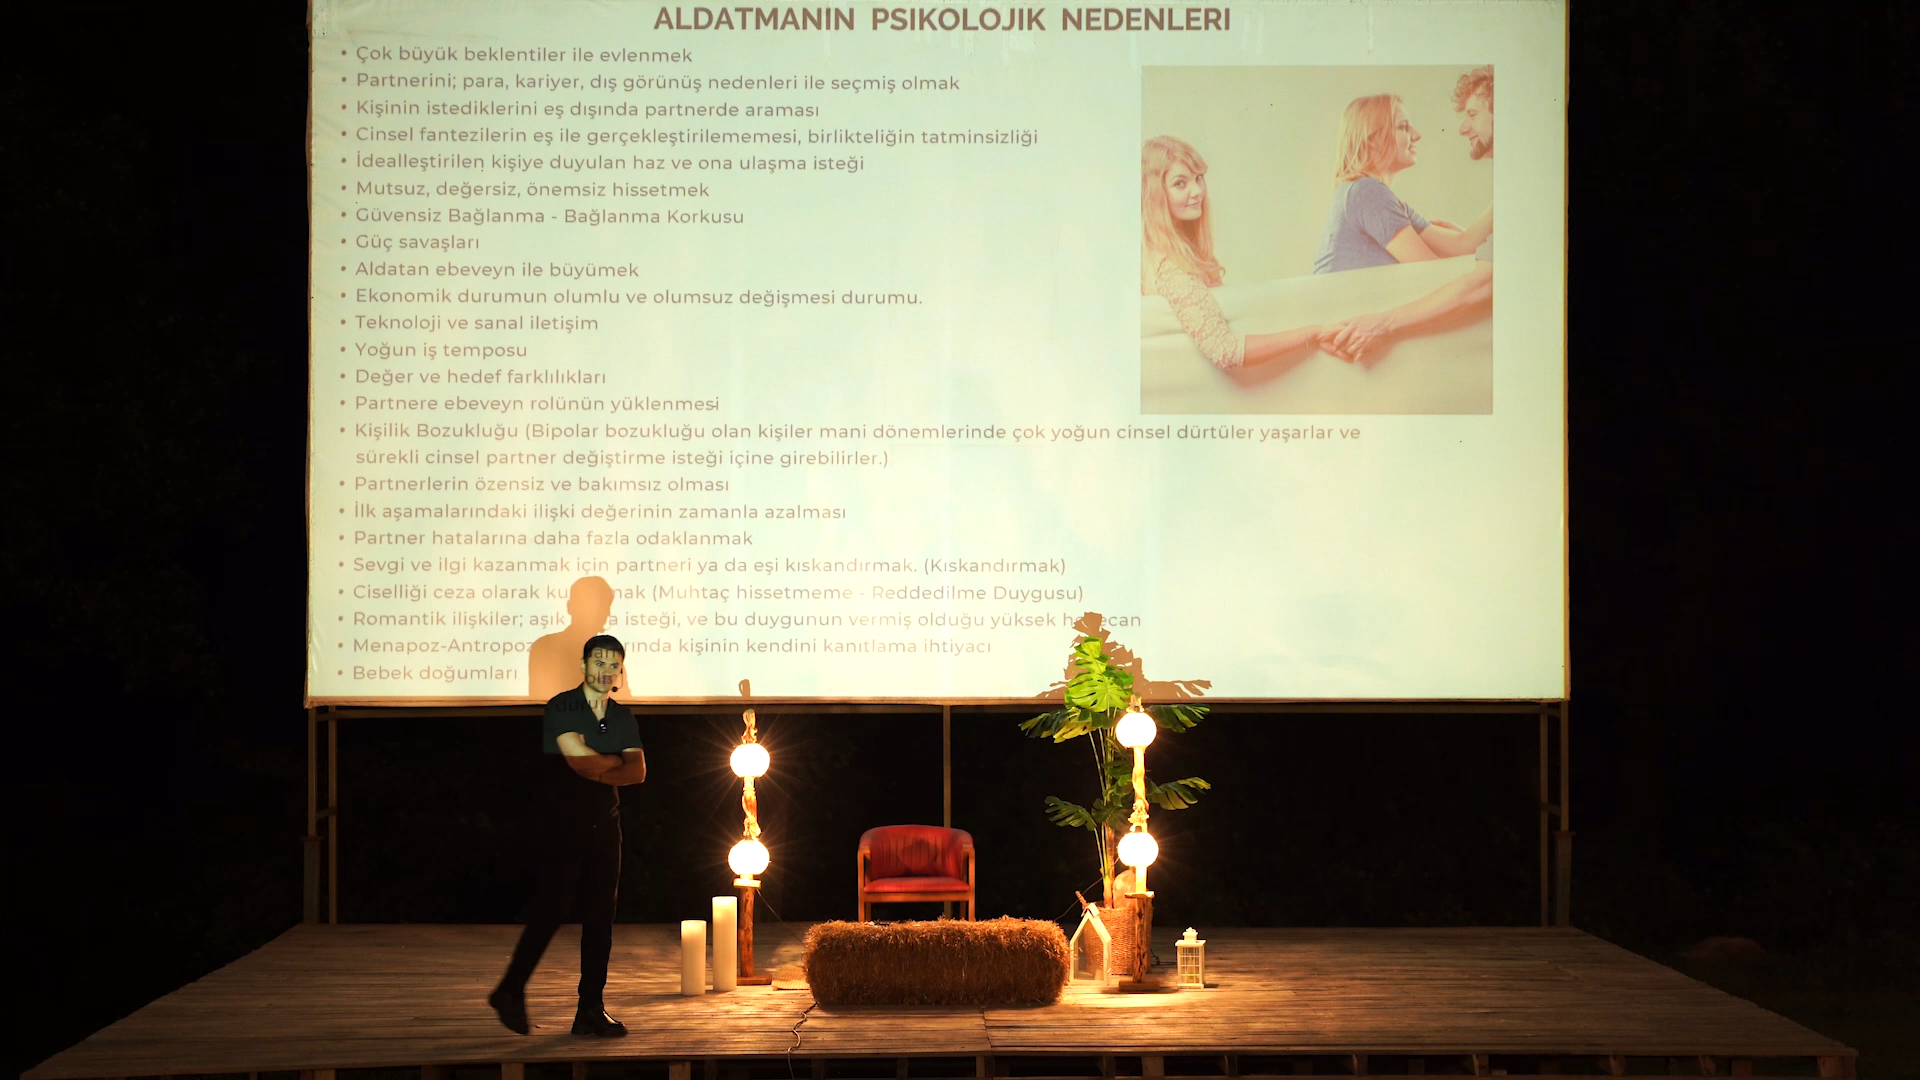 ALDATMANIN PSIKOLOJIK NEDENLERI
• Çok büyük beklentiler ile evlenmek
• Partnerini; para, kariyer, dış görünüş nedenleri ile seçmiş olmak
• Kişinin istediklerini eş dışında partnerde araması
• Cinsel fantezilerin eş ile gerçekleştirilememesi, birlikteliğin tatminsizliği
• İdealleştirilen kişiye duyulan haz ve ona ulaşma isteği
• Mutsuz, değersiz, önemsiz hissetmek
• Güvensiz Bağlanma - Bağlanma Korkusu
• Güç savaşları
• Aldatan ebeveyn ile büyümek
• Ekonomik durumun olumlu ve olumsuz değişmesi durumu.
• Teknoloji ve sanal iletişim
• Yoğun iş temposu
• Değer ve hedef farklılıkları
• Partnere ebeveyn rolünün yüklenmesi
• Kişilik Bozukluğu (Bipolar bozukluğu olan kişiler mani dönemlerinde çok yoğun cinsel dürtüler yaşarlar ve
sürekli cinsel partner değiştirme isteği içine girebilirler.)
• Partnerlerin özensiz ve bakımsız olması
• İlk aşamalarındaki ilişki değerinin zamanla azalması
• Partner hatalarına daha fazla odaklanmak
• Sevgi ve ilgi kazanmak için partneri ya da eşi kıskandırmak. (Kıskandırmak)
• Ciselliği ceza olarak (Muhtaç hissetmeme - Reddedilme Duygusu)
• Romantik ilişkiler; isteği, ve bu duygunun vermiş olduğu yüksek
• Menapoz-Antropoz kişinin kendini kanıtlama ihtiyacı
• Bebek doğumları